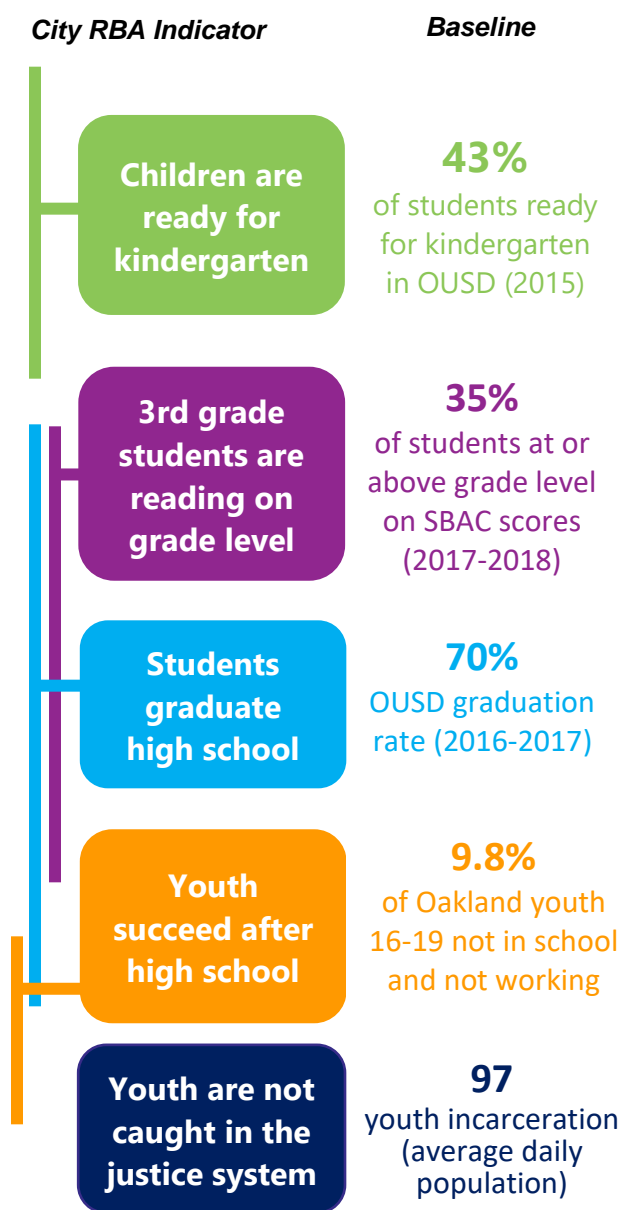 City RBA Indicator
Baseline
Children are
ready for
kindergarten
43%
of students ready
for kindergarten
in OUSD (2015)
3rd grade
students are
reading on
grade level
35%
of students at or
above grade level
on SBAC scores
(2017-2018)
Students
graduate
high school
70%
OUSD graduation
rate (2016-2017)
Youth
succeed after
high school
9.8%
of Oakland youth
16-19 not in school
and not working
Youth are not
caught in the
justice system
97
youth incarceration
(average daily
population)